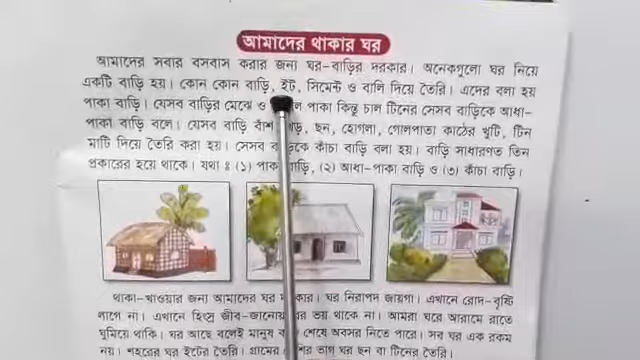 আমাদের থাকার ঘর
আমাদের সবার বসবাস করার জন্য ঘর-বাড়ির দরকার। অনেকগুলো ঘর নিয়ে
একটি বাড়ি হয়। কোন কোন বাড়ি, ইট, সিমেন্ট ও বালি দিয়ে তৈরি। এদের বলা হয়
পাকা বাড়ি। যেসব বাড়ির মেঝে ও পাকা কিন্তু চাল টিনের সেসব বাড়িকে আধা-
পাকা বাড়ি বলে। যেসব বাড়ি বাঁশ, ছন, হোগলা, গোলপাতা কাঠের খুটি, টিন
মাটি দিয়ে তৈরি করা হয়। সেসব কাঁচা বাড়ি বলা হয়। বাড়ি সাধারণত তিন
প্রকারের হয়ে থাকে। যথা ঃ (১) বাড়ি, (২) আধা-পাকা বাড়ি ও (৩) কাঁচা বাড়ি।
থাকা-খাওয়ার জন্য আমাদের ঘর । ঘর নিরাপদ জায়গা। এখানে রোদ-বৃষ্টি
লাগে না। এখানে হিংস্র ভয় থাকে না। আমরা ঘরে আরামে রাতে
ঘুমিয়ে থাকি। ঘর আছে বলেই মানুষ শেষে অবসর নিতে পারে। সব ঘর এক রকম
নয়। শহরের ঘর ইটের তৈরি। গ্রামের ভাগ ঘর ছন বা টিনের তৈরি।